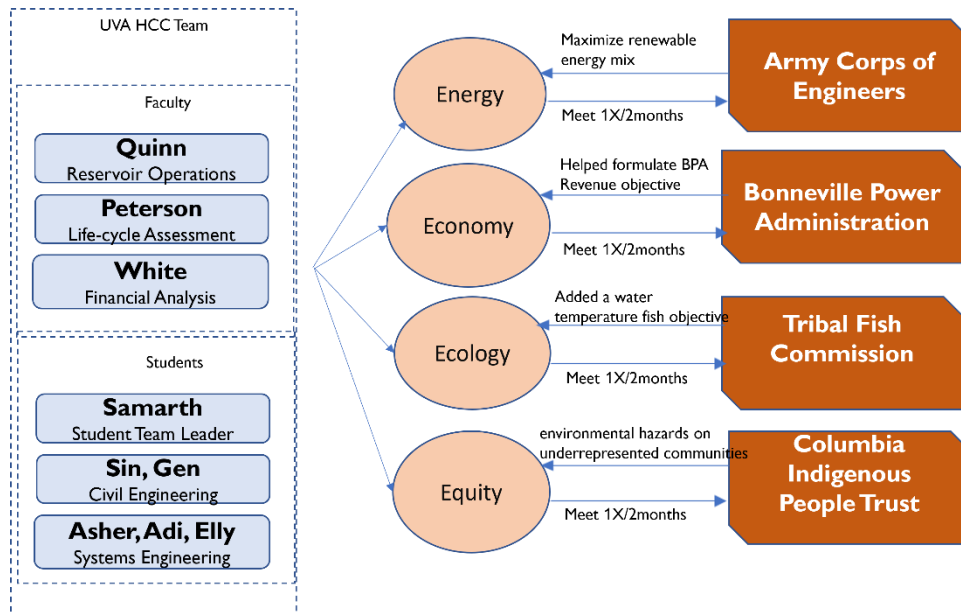 UVA HCC Team
Faculty
Quinn
Reservoir Operations
Peterson
Life-cycle Assessment
White
Financial Analysis
Students
Samarth
Student Team Leader
Sin, Gen
Civil Engineering
Asher, Adi, Elly
Systems Engineering
Energy
Maximize renewable
energy mix
Meet 1X/2months
Army Corps of
Engineers
Economy
Helped formulate BPA
Revenue objective
Meet 1X/2months
Bonneville Power
Administration
Ecology
Added a water
temperature fish objective
Meet 1X/2months
Tribal Fish
Commission
Equity
environmental hazards on
underrepresented communities
Meet 1X/2months
Columbia
Indigenous
People Trust